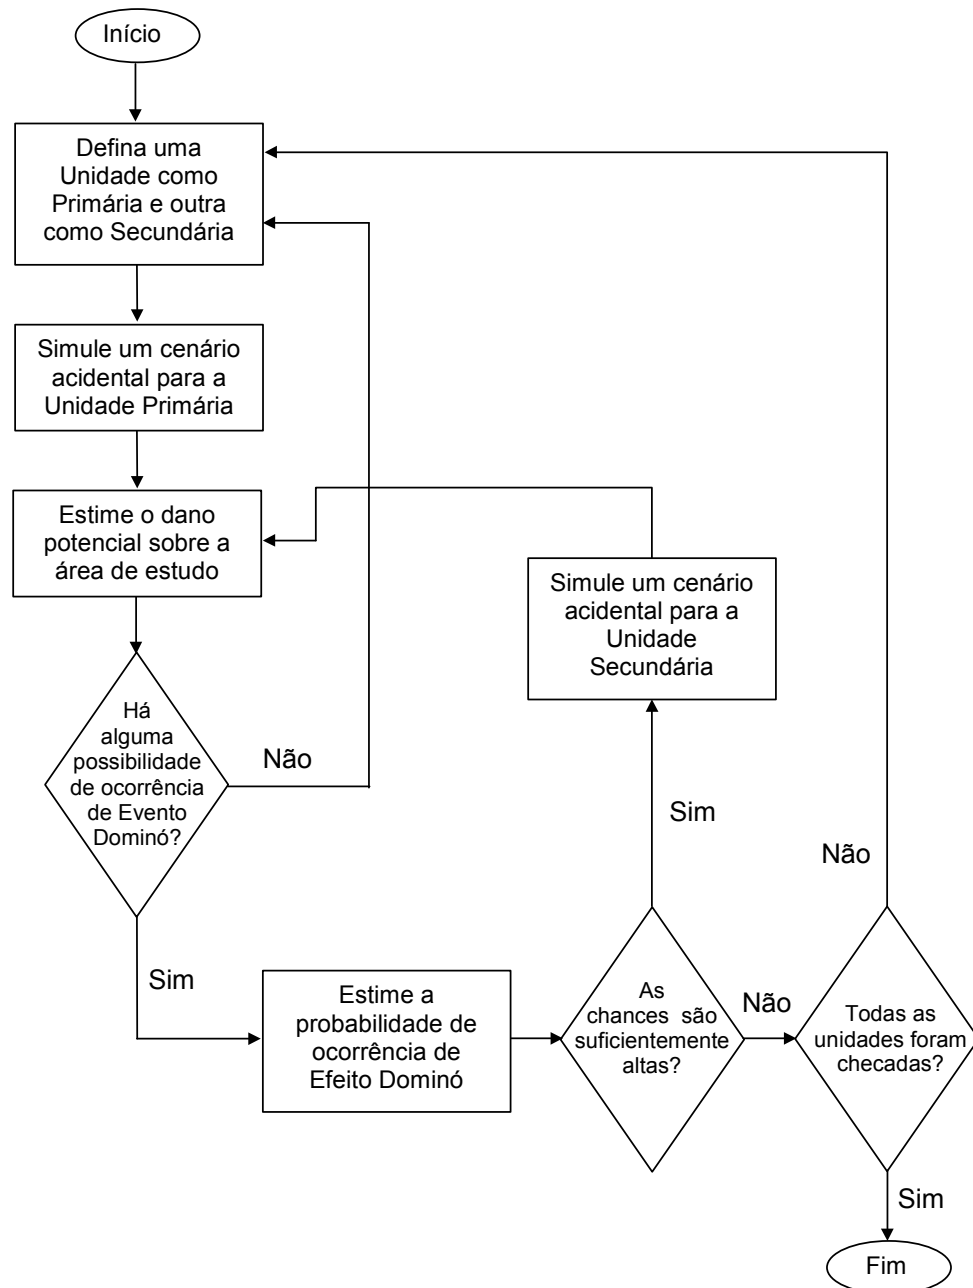 Início
Defina uma
Unidade como
Primária e outra
como Secundária
Simule um cenário
acidental para a
Unidade Primária
Estime o dano
potencial sobre a
área de estudo
Simule um cenário
acidental para a
Unidade
Secundária
Há
alguma
possibilidade
de ocorrência
de Evento
Dominó?
Não
Sim
Não
Sim
Estime a
probabilidade de
ocorrência de
Efeito Dominó
As
chances são
suficientemente
altas?
Não
Todas as
unidades foram
checadas?
Sim
Fim